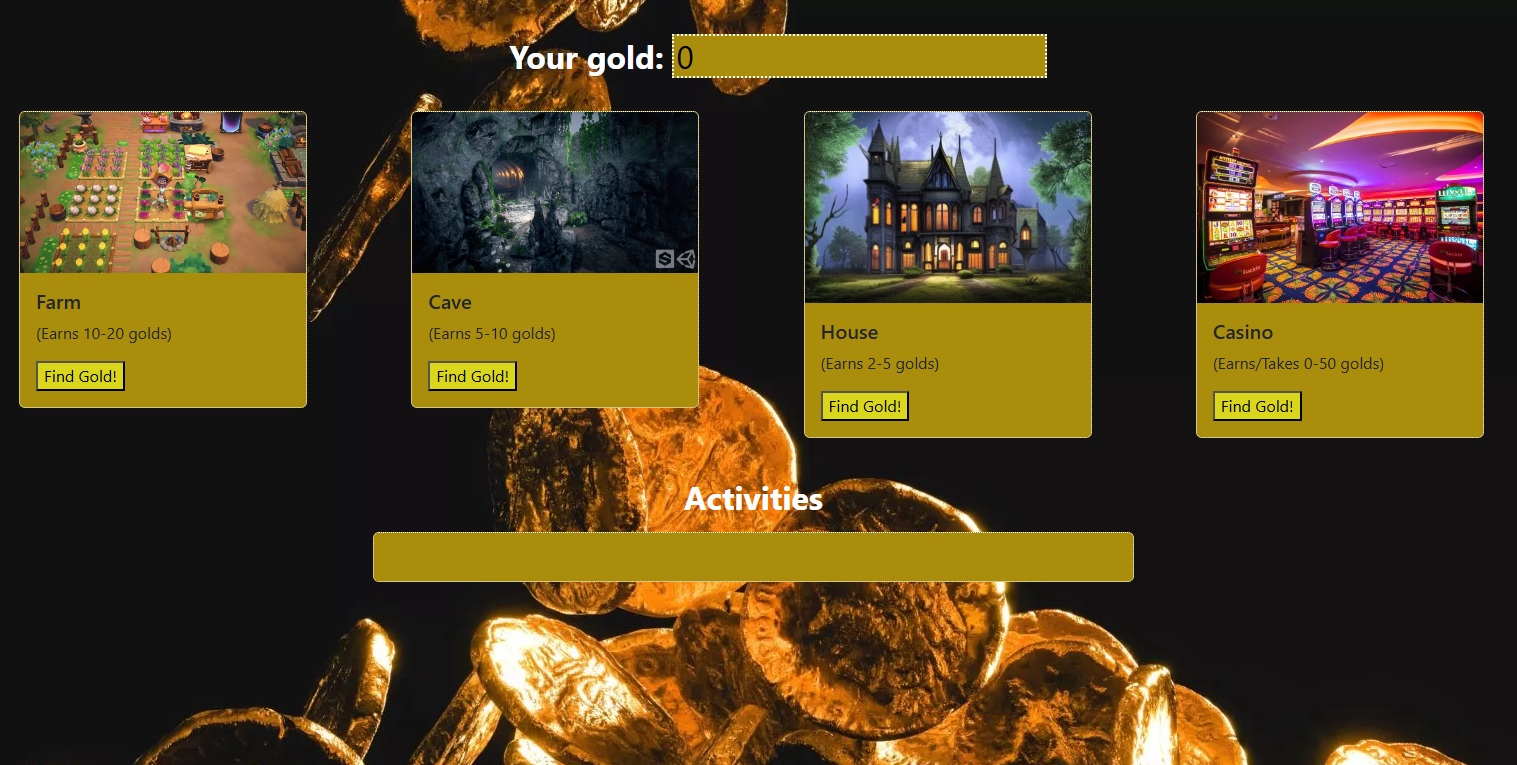 Your gold: 0
Farm
(Earns 10-20 golds)
Find Gold!
Cave
(Earns 5-10 golds)
Find Gold!
House
(Earns 2-5 golds)
Find Gold!
Casino
(Earns/Takes 0-50 golds)
Find Gold!
Activities